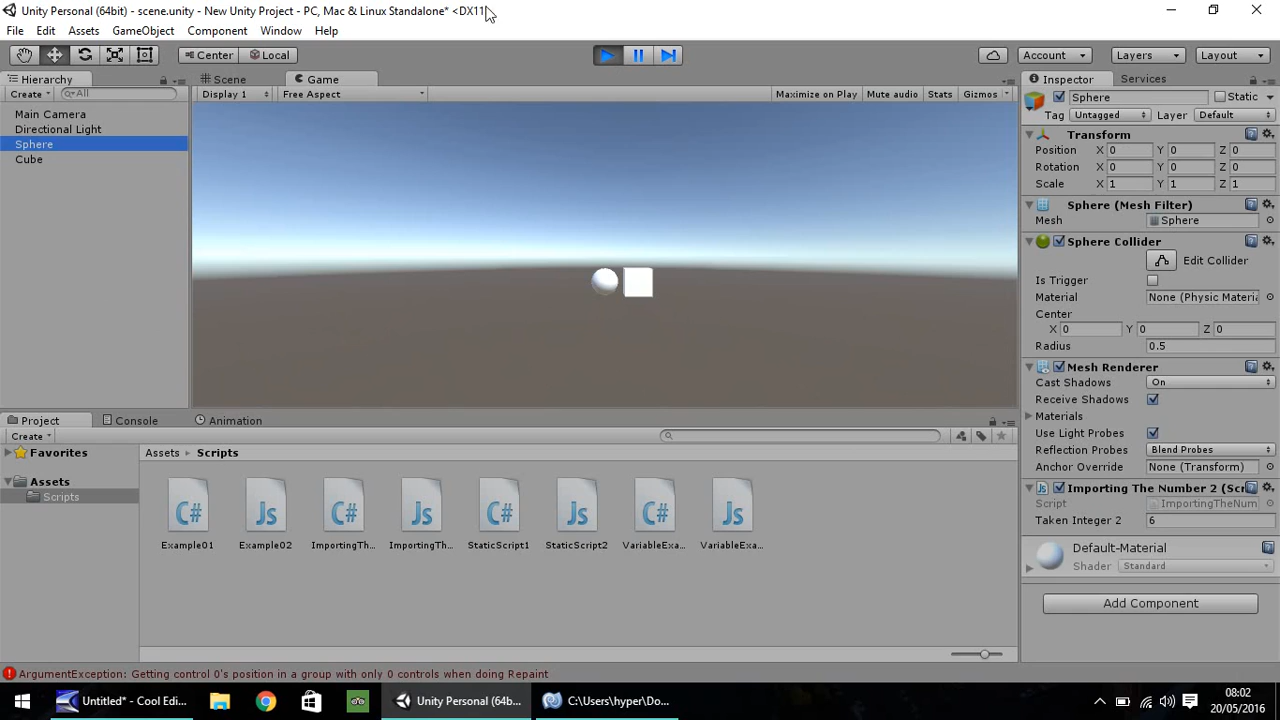 Unity Personal (64bit) - scene.unity - New Unity Project - PC, Mac & Linux Standalone* <DX11>
File Edit Assets GameObject Component Window Help
Center Local Account Layers Layout
Hierarchy Scene Game Inspector Services
Create All Display 1 Free Aspect Maximize on Play Mute audio Stats Gizmos
Main Camera
Directional Light
Sphere
Cube
Sphere Static
Tag Untagged Layer Default
Transform
Position X 0 Y 0 Z 0
Rotation X 0 Y 0 Z 0
Scale X 1 Y 1 Z 1
Sphere (Mesh Filter)
Mesh Sphere
Sphere Collider
Edit Collider
Is Trigger
Material None (Physic Materia
Center
X 0 Y 0 Z 0
Radius 0.5
Mesh Renderer
Cast Shadows On
Receive Shadows
Materials
Use Light Probes
Reflection Probes Blend Probes
Anchor Override None (Transform)
Importing The Number 2 (Scr
Script ImportingTheNum
Taken Integer 2 6
Default-Material
Shader Standard
Add Component
Project Console Animation
Create
Favorites
Assets
Scripts
Assets Scripts
C# Js C# Js C# Js C# Js
Example01 Example02 ImportingTh... ImportingTh... StaticScript1 StaticScript2 VariableExa... VariableExa...
ArgumentException: Getting control 0's position in a group with only 0 controls when doing Repaint
Untitled* - Cool Edi... Unity Personal (64b... C:\Users\hyper\Do...
08:02
20/05/2016